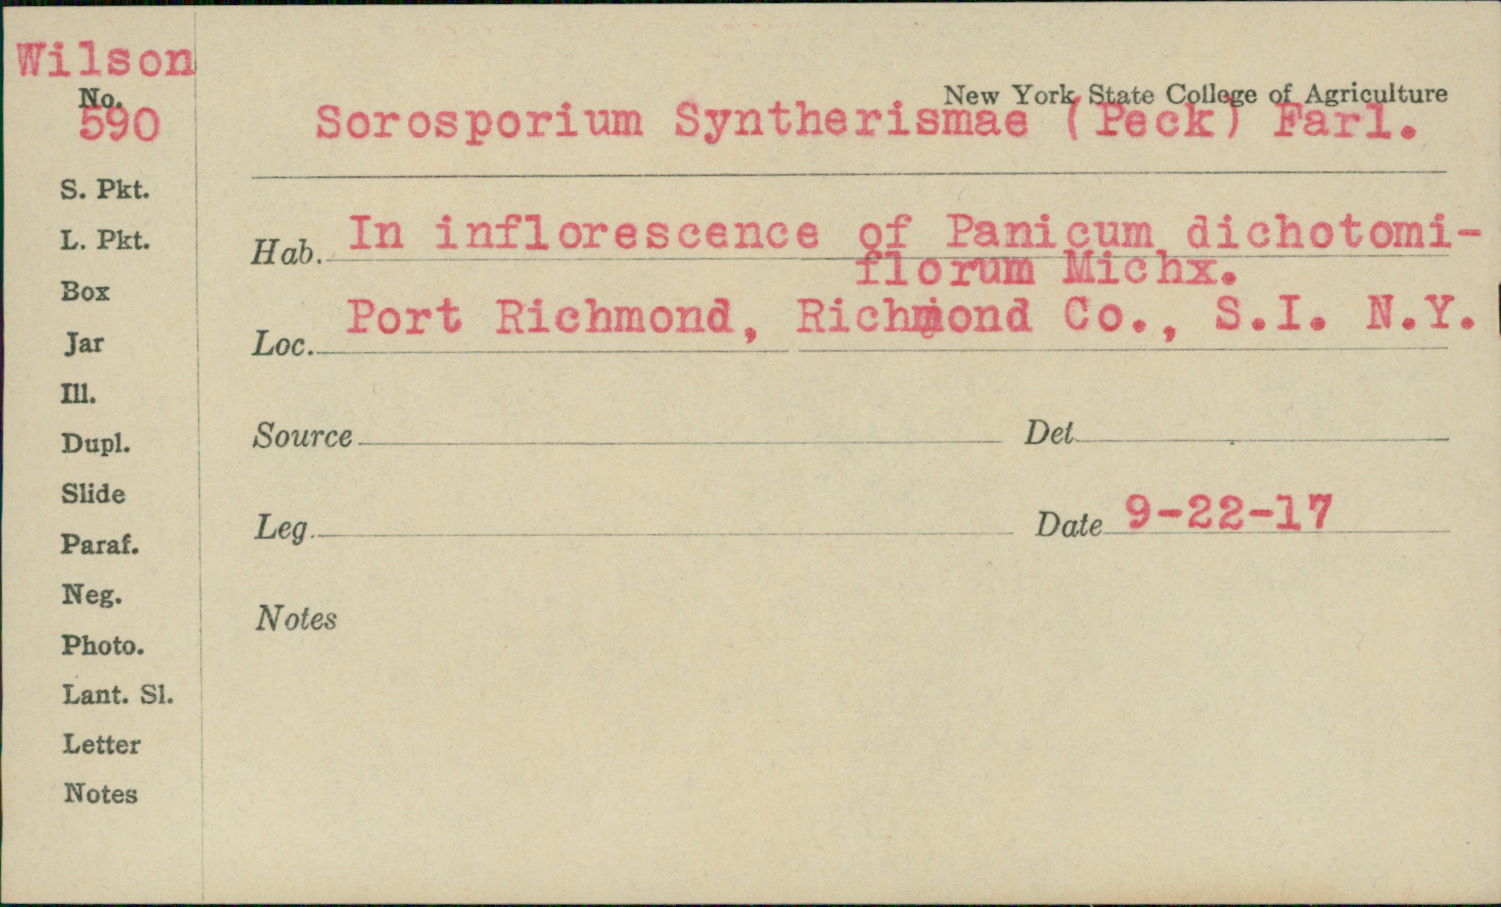 Wilson
No.
590
New York State College of Agriculture
Sorosporium Syntherismae (Peck) Farl.
S. Pkt.
L. Pkt.
Box
Jar
Ill.
Dupl.
Slide
Paraf.
Neg.
Photo.
Lant. Sl.
Letter
Notes
Hab. In inflorescence of Panicum dichotomi-
florum Michx.
Loc. Port Richmond, Richmond Co., S.I. N.Y.
Source
Det
Leg.
Date 9-22-17
Notes